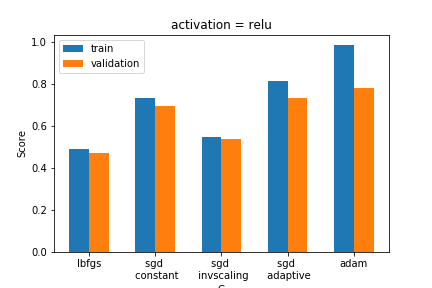 activation = relu
train
validation
Score
1.0
0.8
0.6
0.4
0.2
0.0
lbfgs
sgd constant
sgd invscaling
sgd adaptive
adam